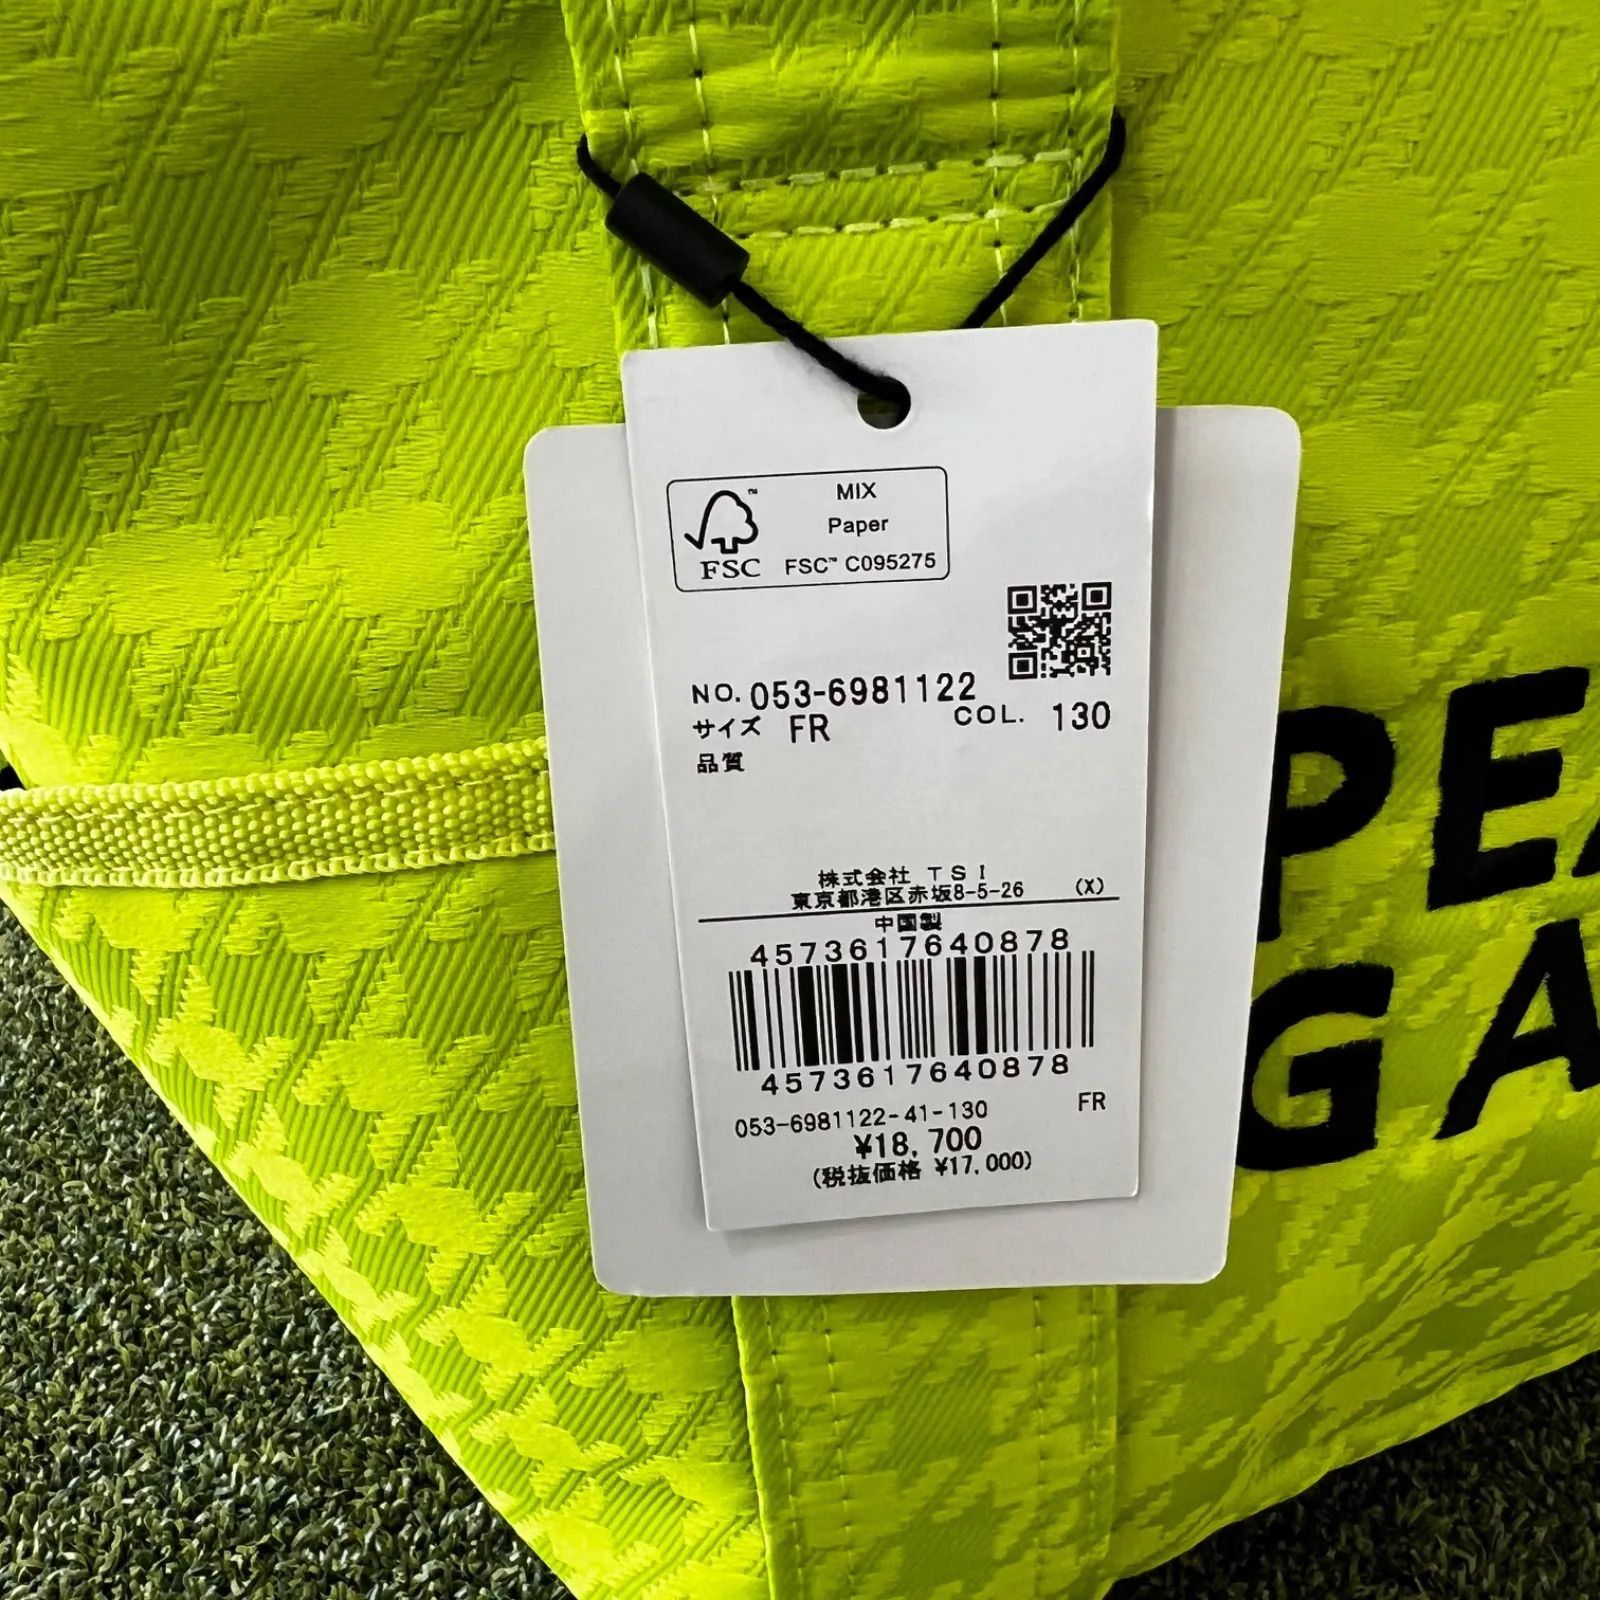 MIX
Paper
FSC™ C095275
FSC
NO. 053-6981122
サイズ FR COL. 130
品質
株式会社 TSI
東京都港区赤坂8-5-26 (X)
中国製
4573617640878
4573617640878
053-6981122-41-130 FR
¥18,700
(税抜価格 ¥17,000)
PE
GA